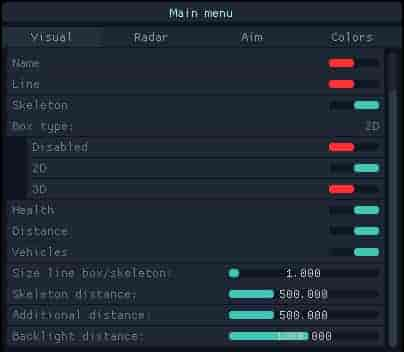 Main menu
Visual Radar Aim Colors
Name
Line
Skeleton
Box type: 2D
Disabled
2D
3D
Health
Distance
Vehicles
Size line box/skeleton: 1.000
Skeleton distance: 500.000
Additional distance: 500.000
Backlight distance: 000